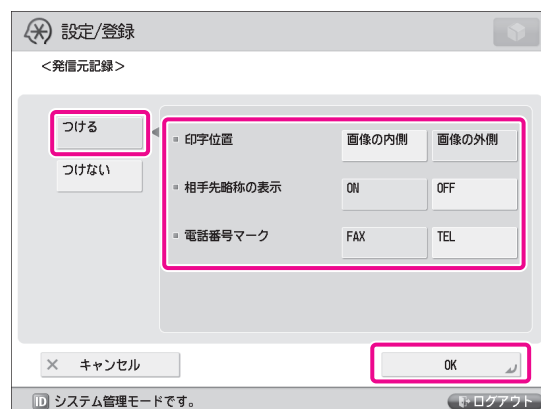 設定/登録
<発信元記録>
つける
つけない
印字位置 画像の内側 画像の外側
相手先略称の表示 ON OFF
電話番号マーク FAX TEL
× キャンセル OK
ID システム管理モードです。 ログアウト